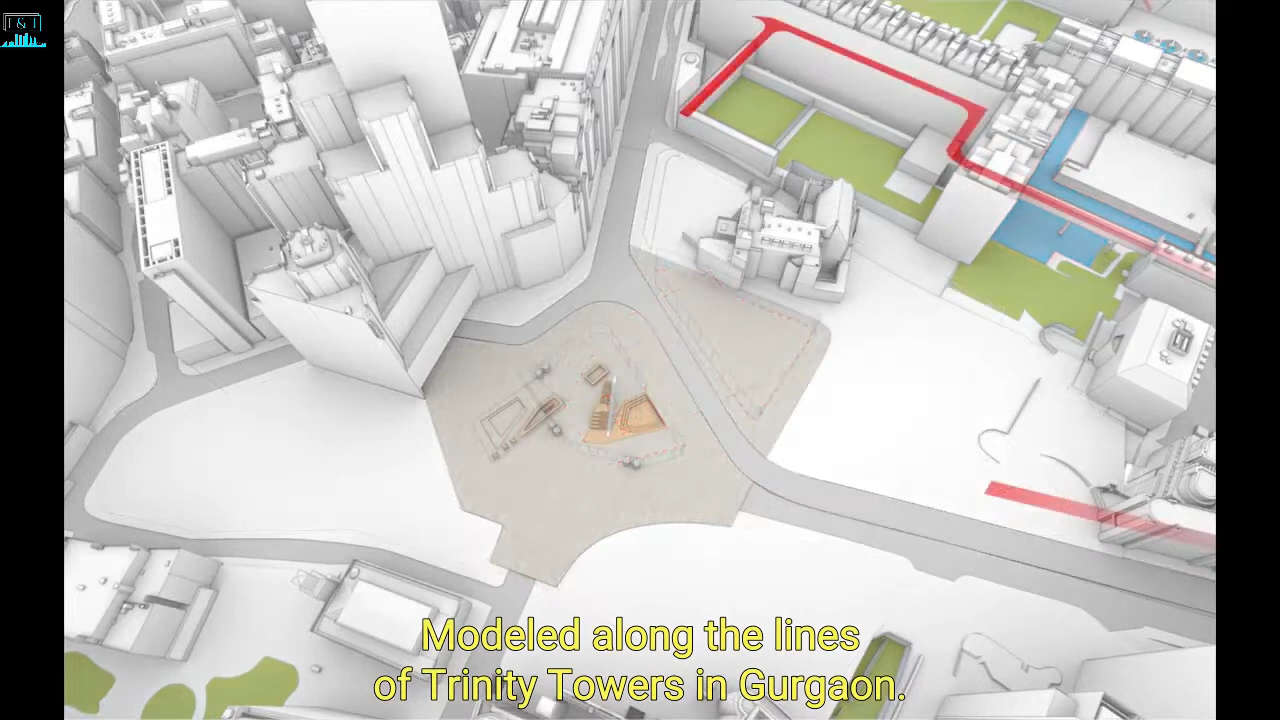 T&T
Modeled along the lines
of Trinity Towers in Gurgaon.